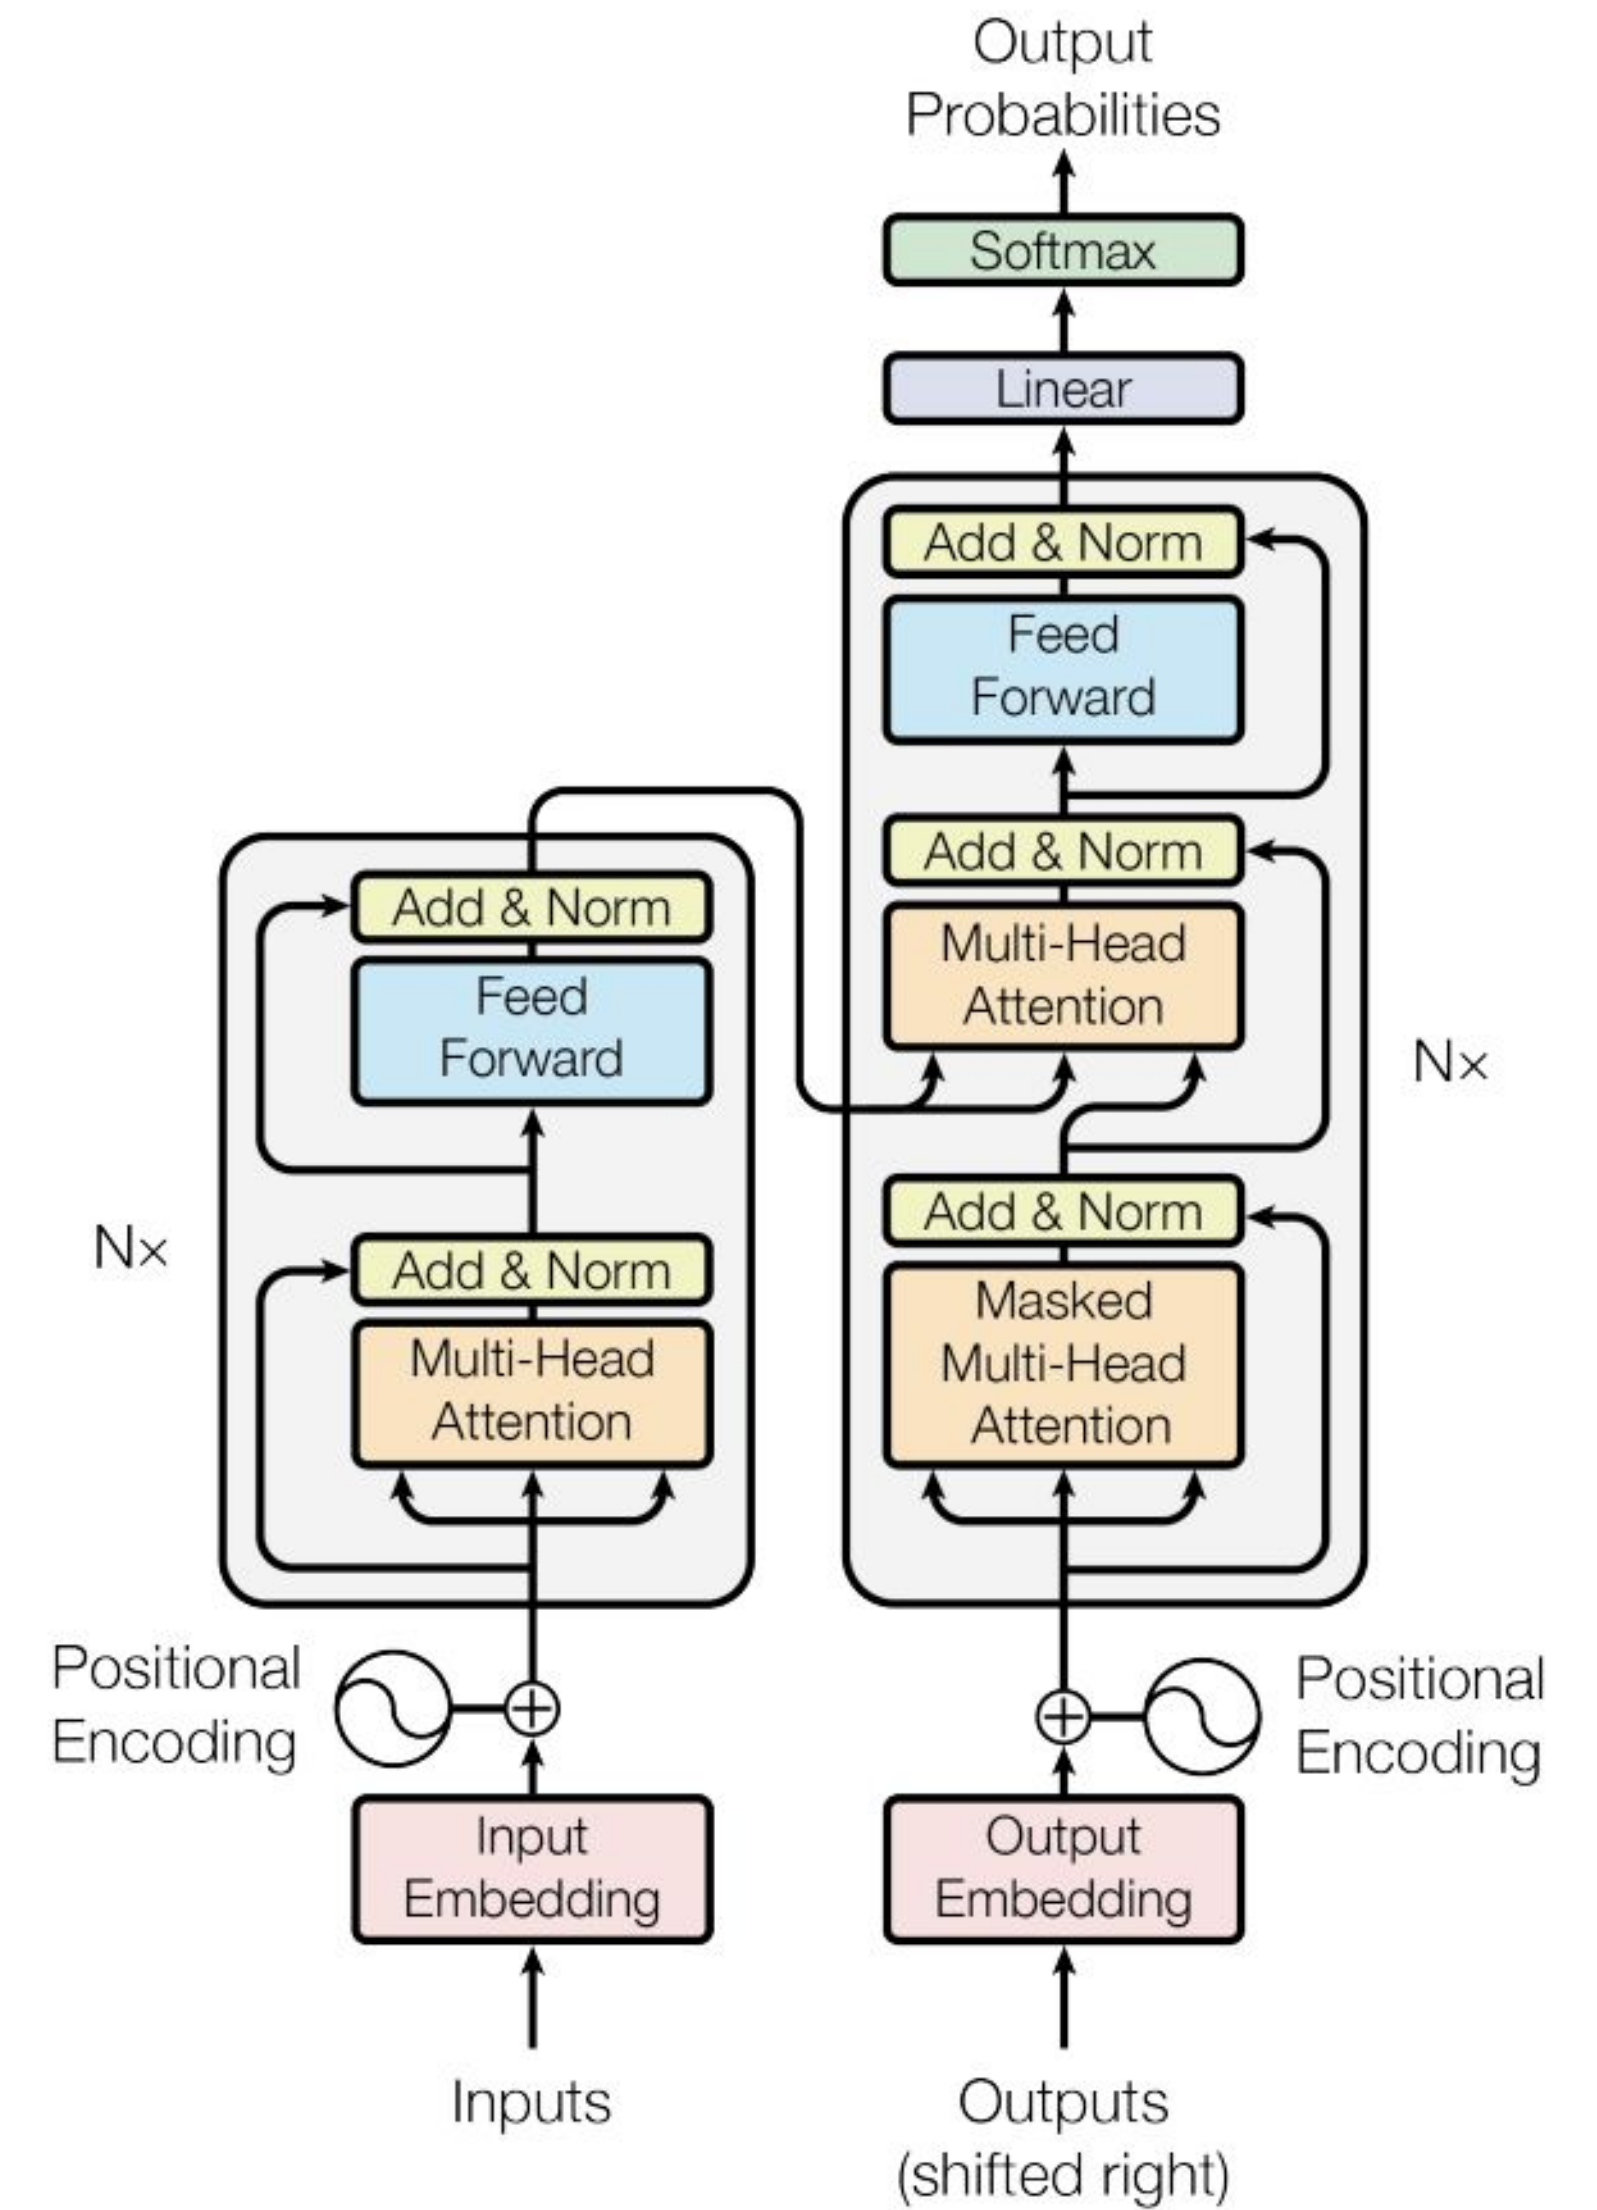 Output
Probabilities
Softmax
Linear
Add & Norm
Feed
Forward
Add & Norm
Multi-Head
Attention
Add & Norm
Masked
Multi-Head
Attention
Nx
Add & Norm
Feed
Forward
Add & Norm
Multi-Head
Attention
Nx
Positional
Encoding
Positional
Encoding
Input
Embedding
Output
Embedding
Inputs
Outputs
(shifted right)